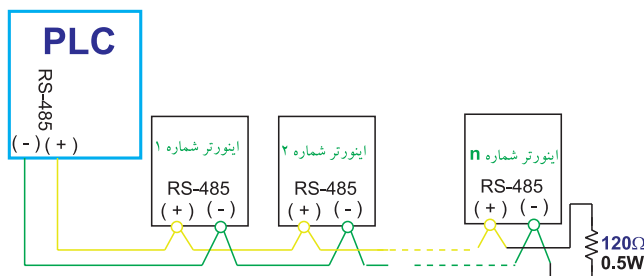 PLC
RS-485
(-) (+)
اینورتر شماره ۱
RS-485
(+) (-)
اینورتر شماره ۲
RS-485
(+) (-)
اینورتر شماره n
RS-485
(+) (-)
120Ω
0.5W